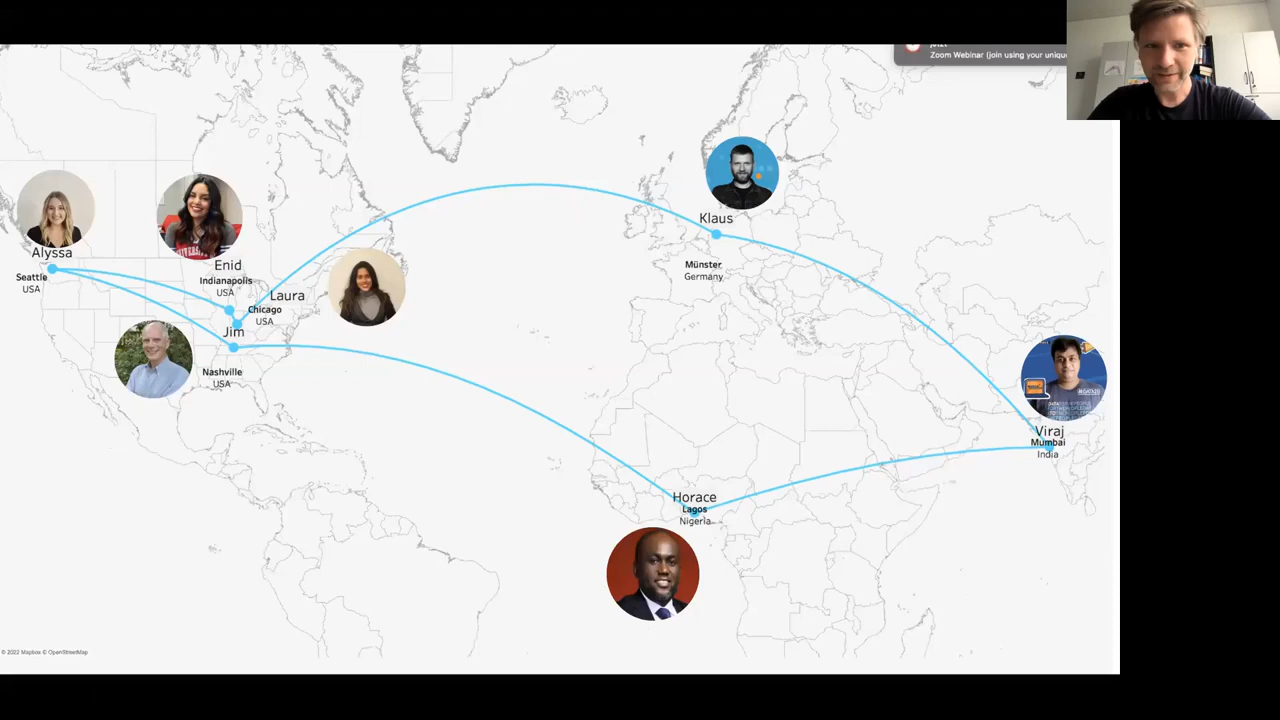 Zoom Webinar (join using your uniqu
Klaus
Münster
Germany
Alyssa
Seattle
USA
Enid
Indianapolis
USA
Laura
Chicago
USA
Jim
Nashville
USA
Viraj
Mumbai
India
Horace
Lagos
Nigeria
© 2022 Mapbox © OpenStreetMap